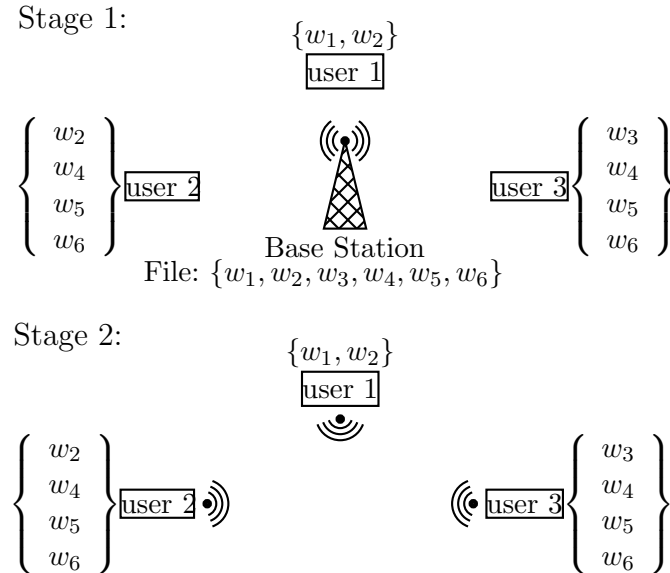 Stage 1:
{w₁, w₂}
user 1
{ w₂ w₄ w₅ w₆ } user 2
user 3 { w₃ w₄ w₅ w₆ }
Base Station
File: {w₁, w₂, w₃, w₄, w₅, w₆}
Stage 2:
{w₁, w₂}
user 1
{ w₂ w₄ w₅ w₆ } user 2
user 3 { w₃ w₄ w₅ w₆ }